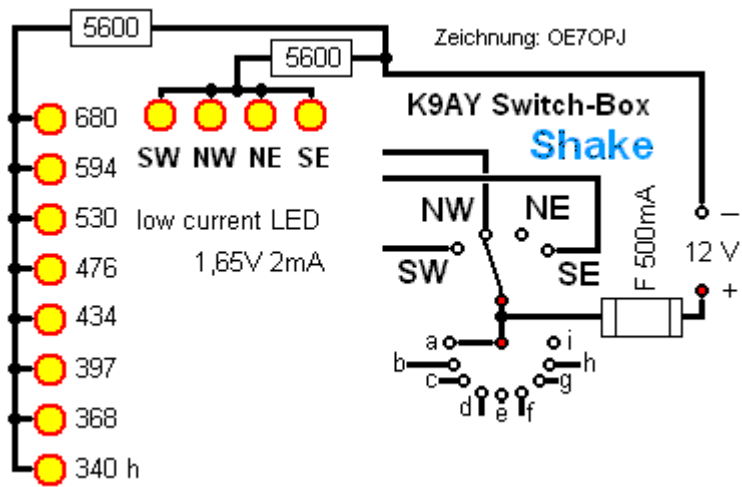 5600
Zeichnung: OE7OPJ
5600
K9AY Switch-Box
Shake
680
SW NW NE SE
594
530 low current LED
1,65V 2mA
476
434
397
368
340 h
NW NE
SW SE
F 500mA
–
12 V
+
a i
b h
c g
d e f